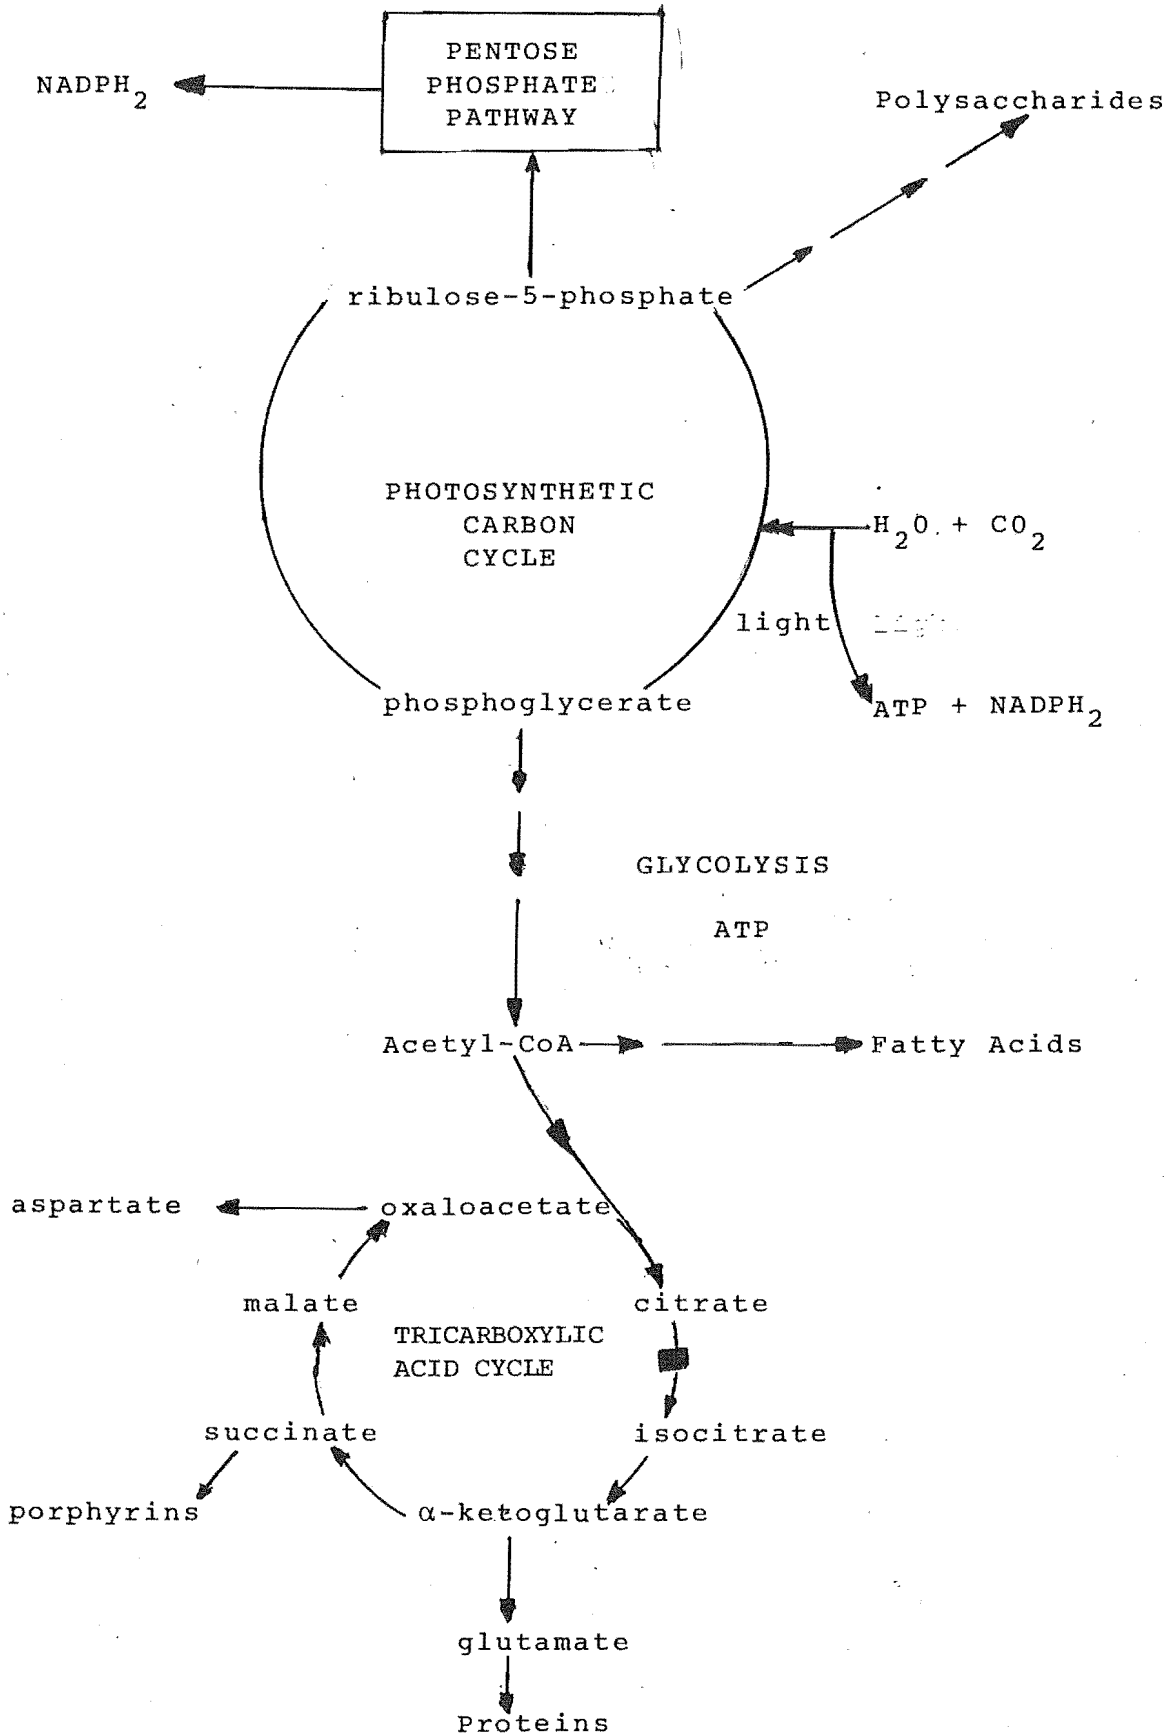 PENTOSE
PHOSPHATE
PATHWAY
NADPH2
Polysaccharides
ribulose-5-phosphate
PHOTOSYNTHETIC
CARBON
CYCLE
H2O + CO2
light
phosphoglycerate
ATP + NADPH2
GLYCOLYSIS
ATP
Acetyl-CoA
Fatty Acids
aspartate
oxaloacetate
malate
citrate
TRICARBOXYLIC
ACID CYCLE
succinate
isocitrate
porphyrins
α-ketoglutarate
glutamate
Proteins